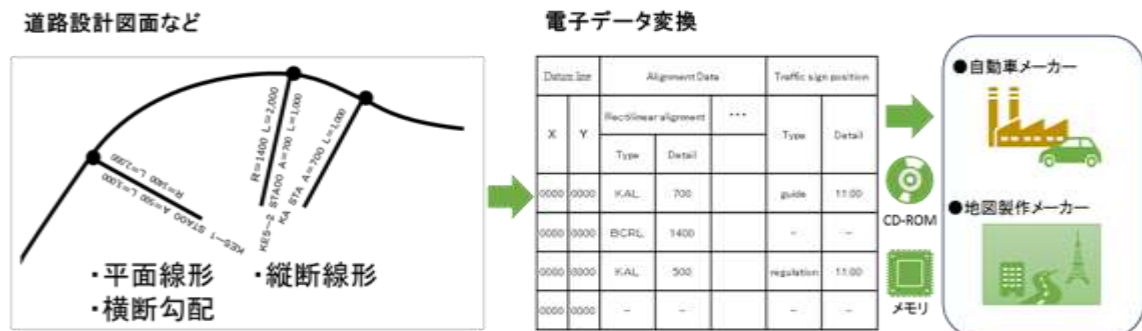 道路設計図面など
R=1400 L=2,000
KES-1 STA00 A=500 L=3,000
R=1400 L=2,000
KES-2 STA00 A=700 L=1,000
KA STA A=700 L=1,000
・平面線形 ・縦断線形
・横断勾配
電子データ変換
Datum line Alignment Data Traffic sign position
X Y Rectilinear alignment ・・・ Type Detail
Type Detail
0000 0000 KAL 700 guide 11:00
0000 0000 BCRL 1400 - -
0000 0000 KAL 500 regulation 11:00
0000 0000 - - - -
CD-ROM
メモリ
●自動車メーカー
●地図製作メーカー